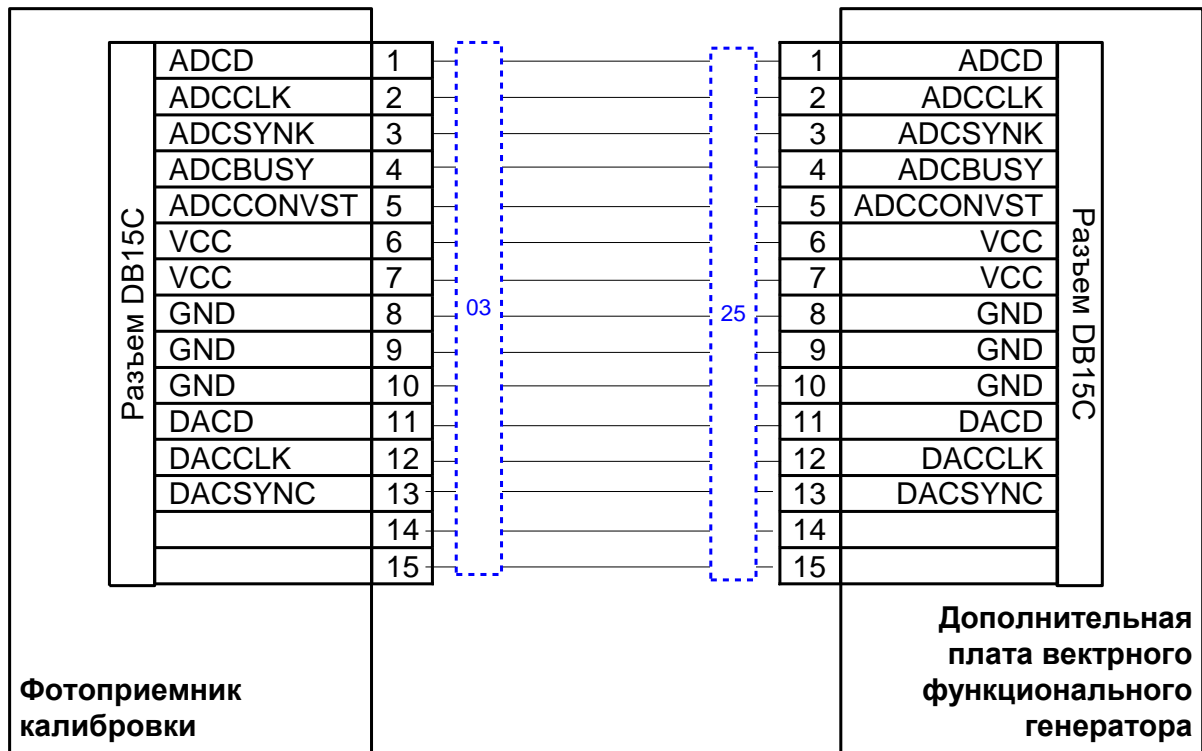 Разъем DB15C
ADCD 1
ADCCLK 2
ADCSYNK 3
ADCBUSY 4
ADCCONVST 5
VCC 6
VCC 7
GND 8
GND 9
GND 10
DACD 11
DACCLK 12
DACSYNC 13
14
15
03
25
1 ADCD
2 ADCCLK
3 ADCSYNK
4 ADCBUSY
5 ADCCONVST
6 VCC
7 VCC
8 GND
9 GND
10 GND
11 DACD
12 DACCLK
13 DACSYNC
14
15
Разъем DB15C
Фотоприемник
калибровки
Дополнительная
плата вектрного
функционального
генератора